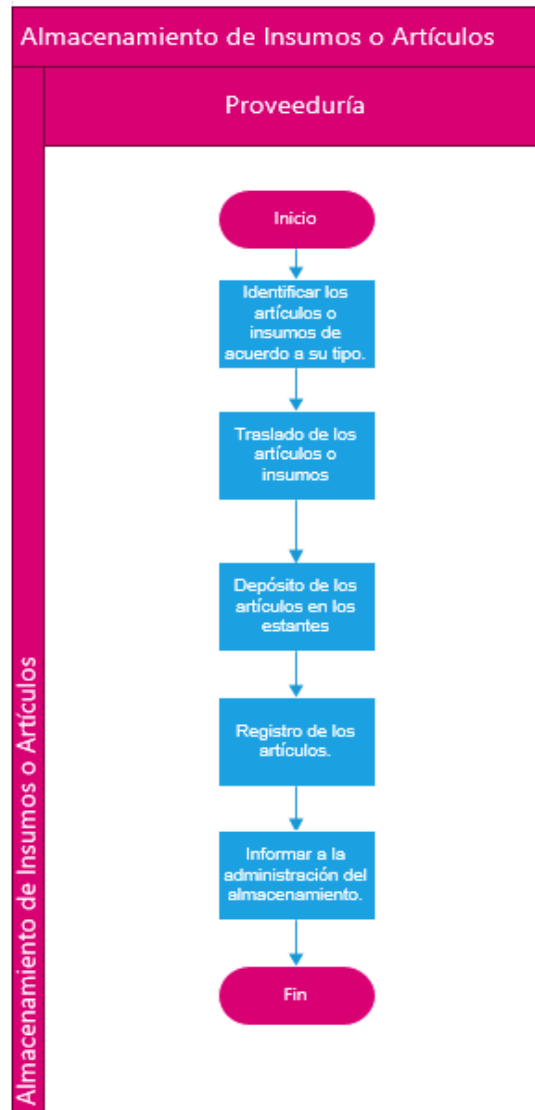 Almacenamiento de Insumos o Artículos
Proveeduría
Almacenamiento de Insumos o Artículos
Inicio
Identificar los
artículos o
insumos de
acuerdo a su tipo.
Traslado de los
artículos o
insumos
Depósito de los
artículos en los
estantes
Registro de los
artículos.
Informar a la
administración del
almacenamiento.
Fin